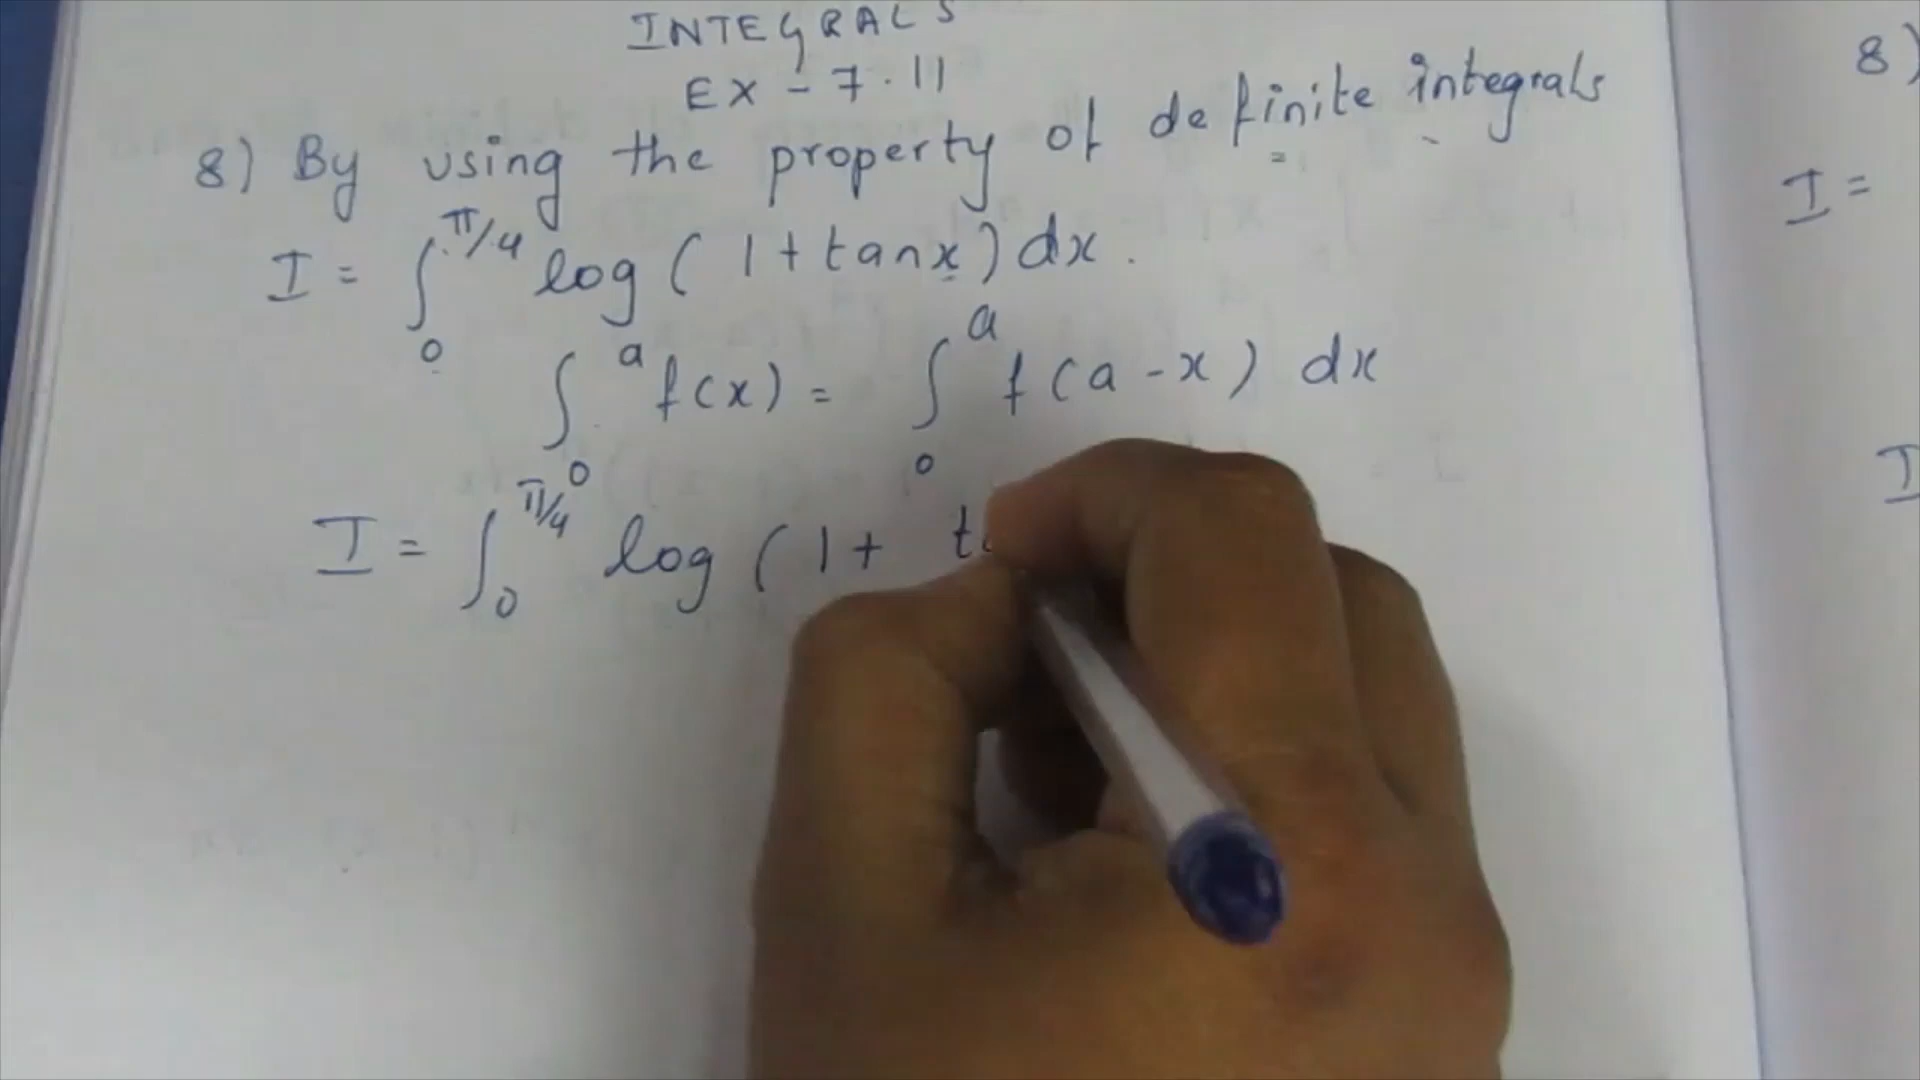 INTEGRALS
EX - 7.11
8) By using the property of definite integrals
I = ∫₀^π/4 log(1+tanx)dx.
∫₀^a f(x) = ∫₀^a f(a-x) dx
I = ∫₀^π/4 log(1+ t
8)
I =
I